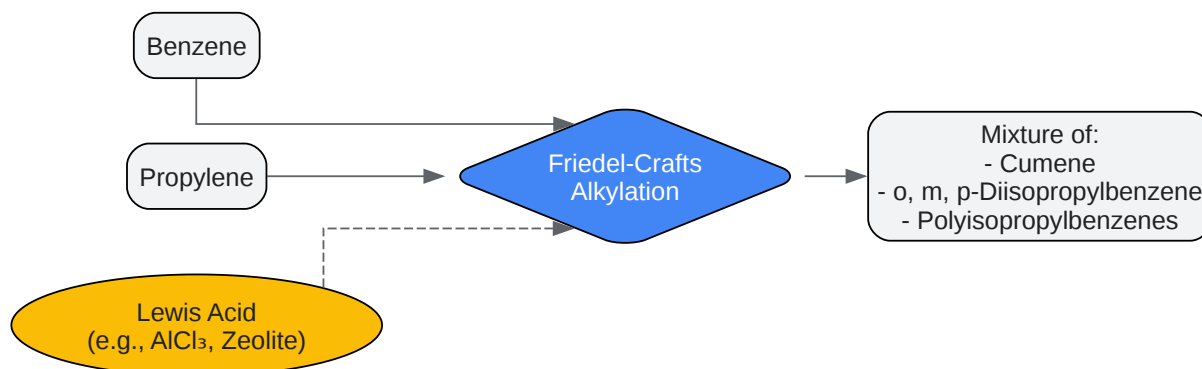 Benzene
Propylene
Friedel-Crafts
Alkylation
Mixture of:
- Cumene
- o, m, p-Diisopropylbenzene
- Polyisopropylbenzenes
Lewis Acid
(e.g., AlCl₃, Zeolite)